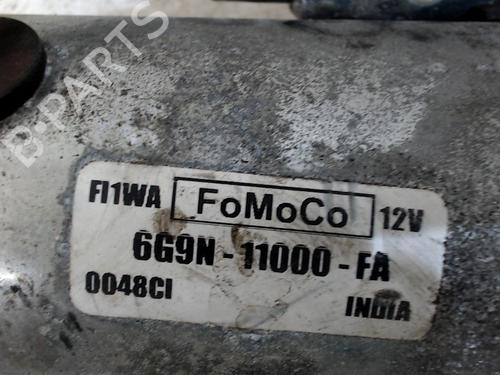 B-PARTS
FI1WA FoMoCo 12V
6G9N - 11000 - FA
0048CI INDIA